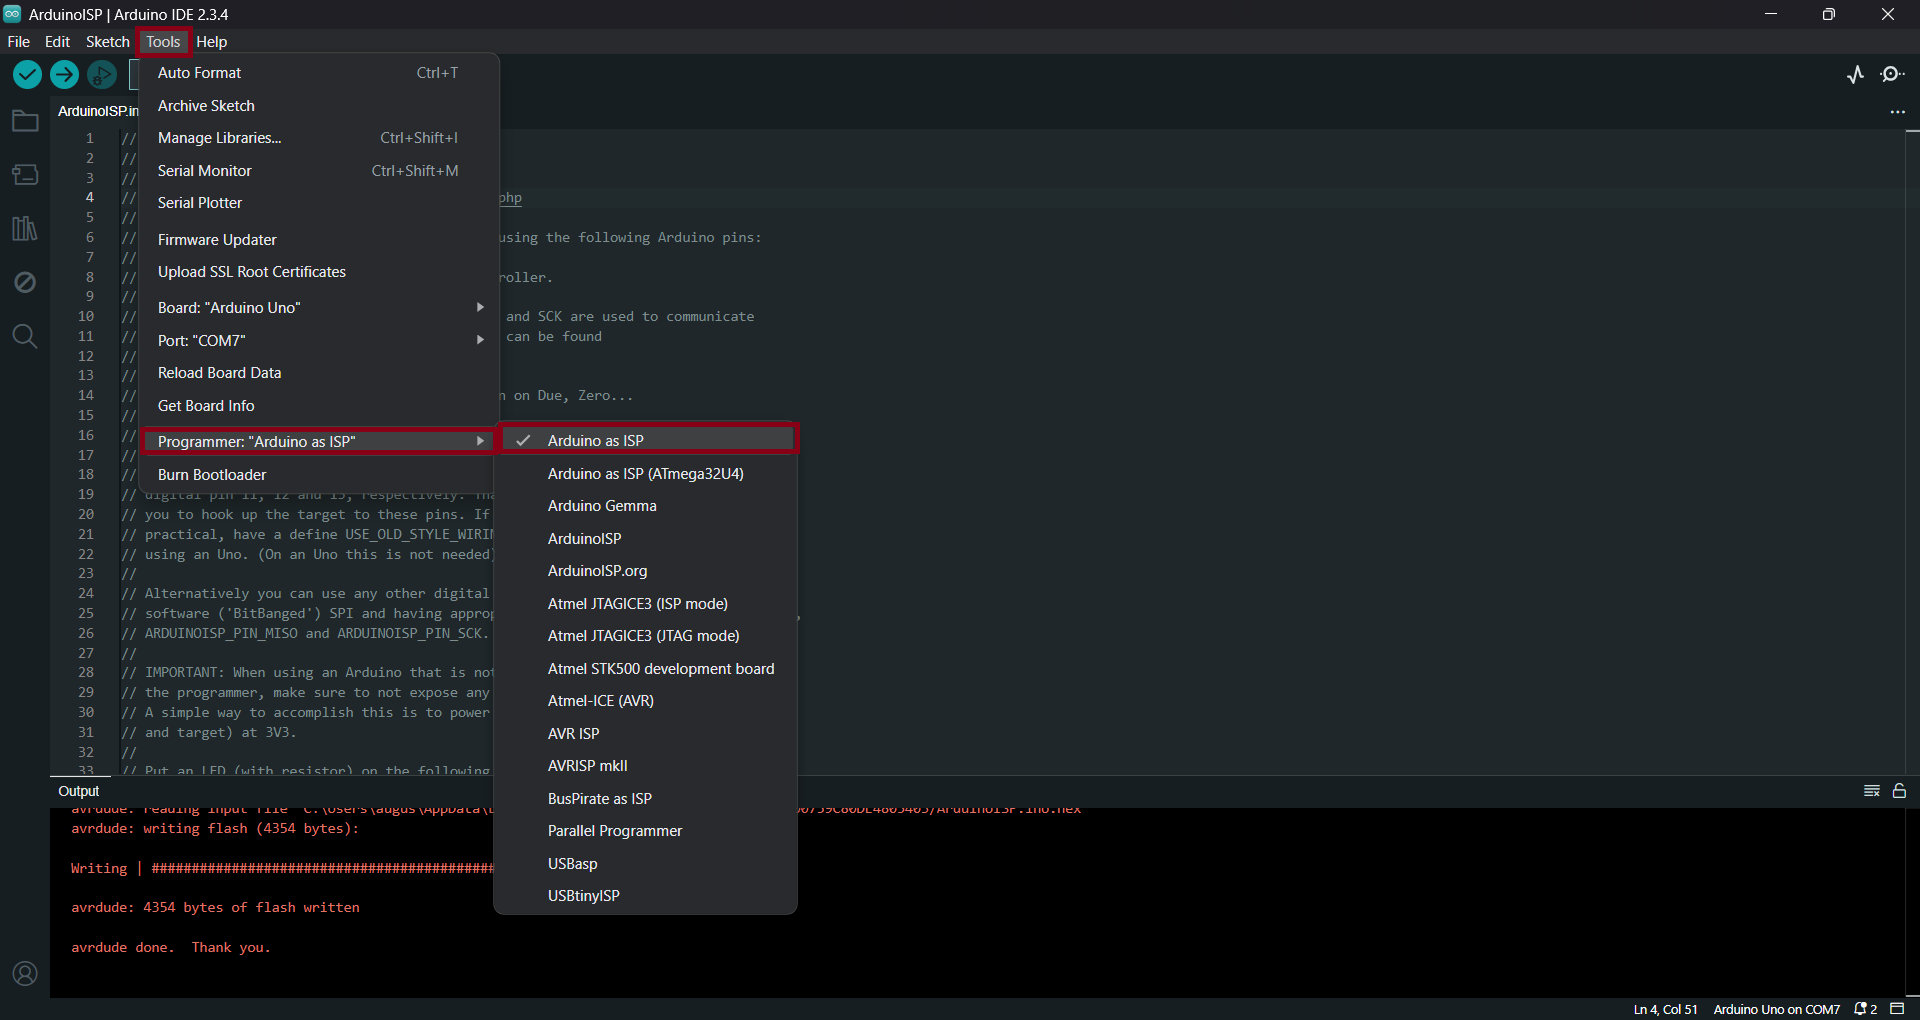 ArduinoISP | Arduino IDE 2.3.4
File Edit Sketch Tools Help
Auto Format Ctrl+T
Archive Sketch
Manage Libraries... Ctrl+Shift+I
Serial Monitor Ctrl+Shift+M
Serial Plotter
Firmware Updater
Upload SSL Root Certificates
Board: "Arduino Uno"
Port: "COM7"
Reload Board Data
Get Board Info
Programmer: "Arduino as ISP"
Burn Bootloader
Arduino as ISP
Arduino as ISP (ATmega32U4)
Arduino Gemma
ArduinoISP
ArduinoISP.org
Atmel JTAGICE3 (ISP mode)
Atmel JTAGICE3 (JTAG mode)
Atmel STK500 development board
Atmel-ICE (AVR)
AVR ISP
AVRISP mkII
BusPirate as ISP
Parallel Programmer
USBasp
USBtinyISP
ArduinoISP.in
1 //
2 //
3 //
4 // php
5 //
6 // using the following Arduino pins:
7 //
8 // roller.
9 //
10 // and SCK are used to communicate
11 // can be found
12 //
13 //
14 // on Due, Zero...
15 //
16 //
17 //
18 //
19 // digital pin 11, 12 and 13, respectively.
20 // you to hook up the target to these pins. If
21 // practical, have a define USE_OLD_STYLE_WIRI
22 // using an Uno. (On an Uno this is not needed)
23 //
24 // Alternatively you can use any other digital
25 // software ('BitBanged') SPI and having approp
26 // ARDUINOISP_PIN_MISO and ARDUINOISP_PIN_SCK.
27 //
28 // IMPORTANT: When using an Arduino that is not
29 // the programmer, make sure to not expose any
30 // A simple way to accomplish this is to power
31 // and target) at 3V3.
32 //
33 // Put an LED (with resistor) on the following
Output
avrdude: reading input file
avrdude: writing flash (4354 bytes):
Writing | ###########################################
avrdude: 4354 bytes of flash written
avrdude done. Thank you.
Ln 4, Col 51 Arduino Uno on COM7 2